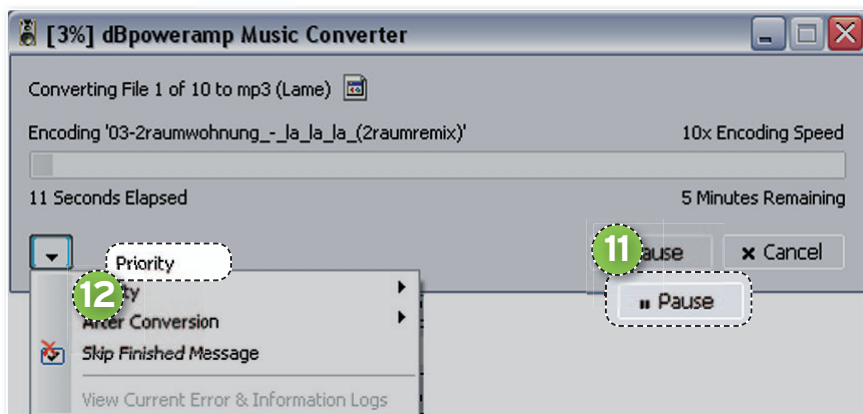 [3%] dBpoweramp Music Converter
Converting File 1 of 10 to mp3 (Lame)
Encoding '03-2raumwohnung_-_la_la_la_(2raumremix)'
10x Encoding Speed
11 Seconds Elapsed
5 Minutes Remaining
11
ause
Cancel
Pause
Priority
12
ty
After Conversion
Skip Finished Message
View Current Error & Information Logs